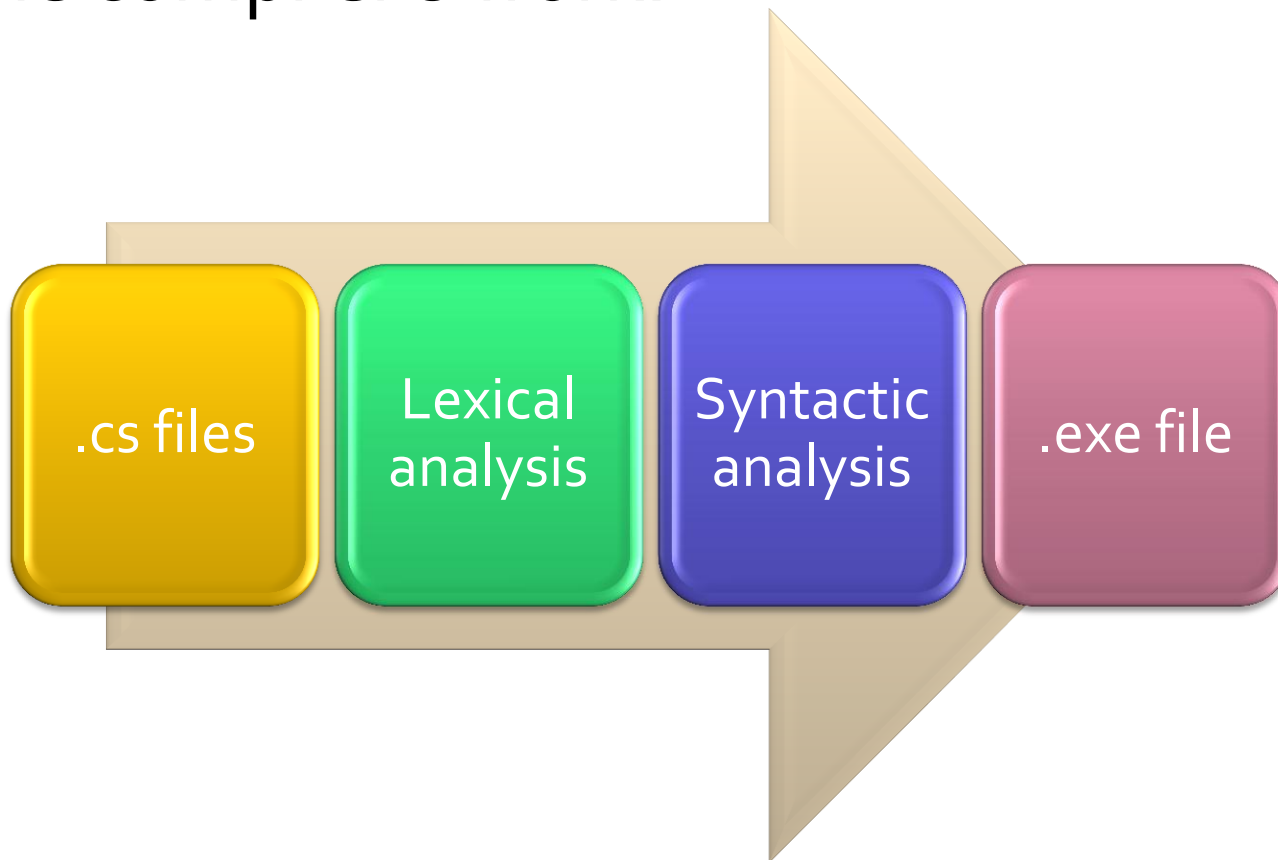 .cs files
Lexical
analysis
Syntactic
analysis
.exe file